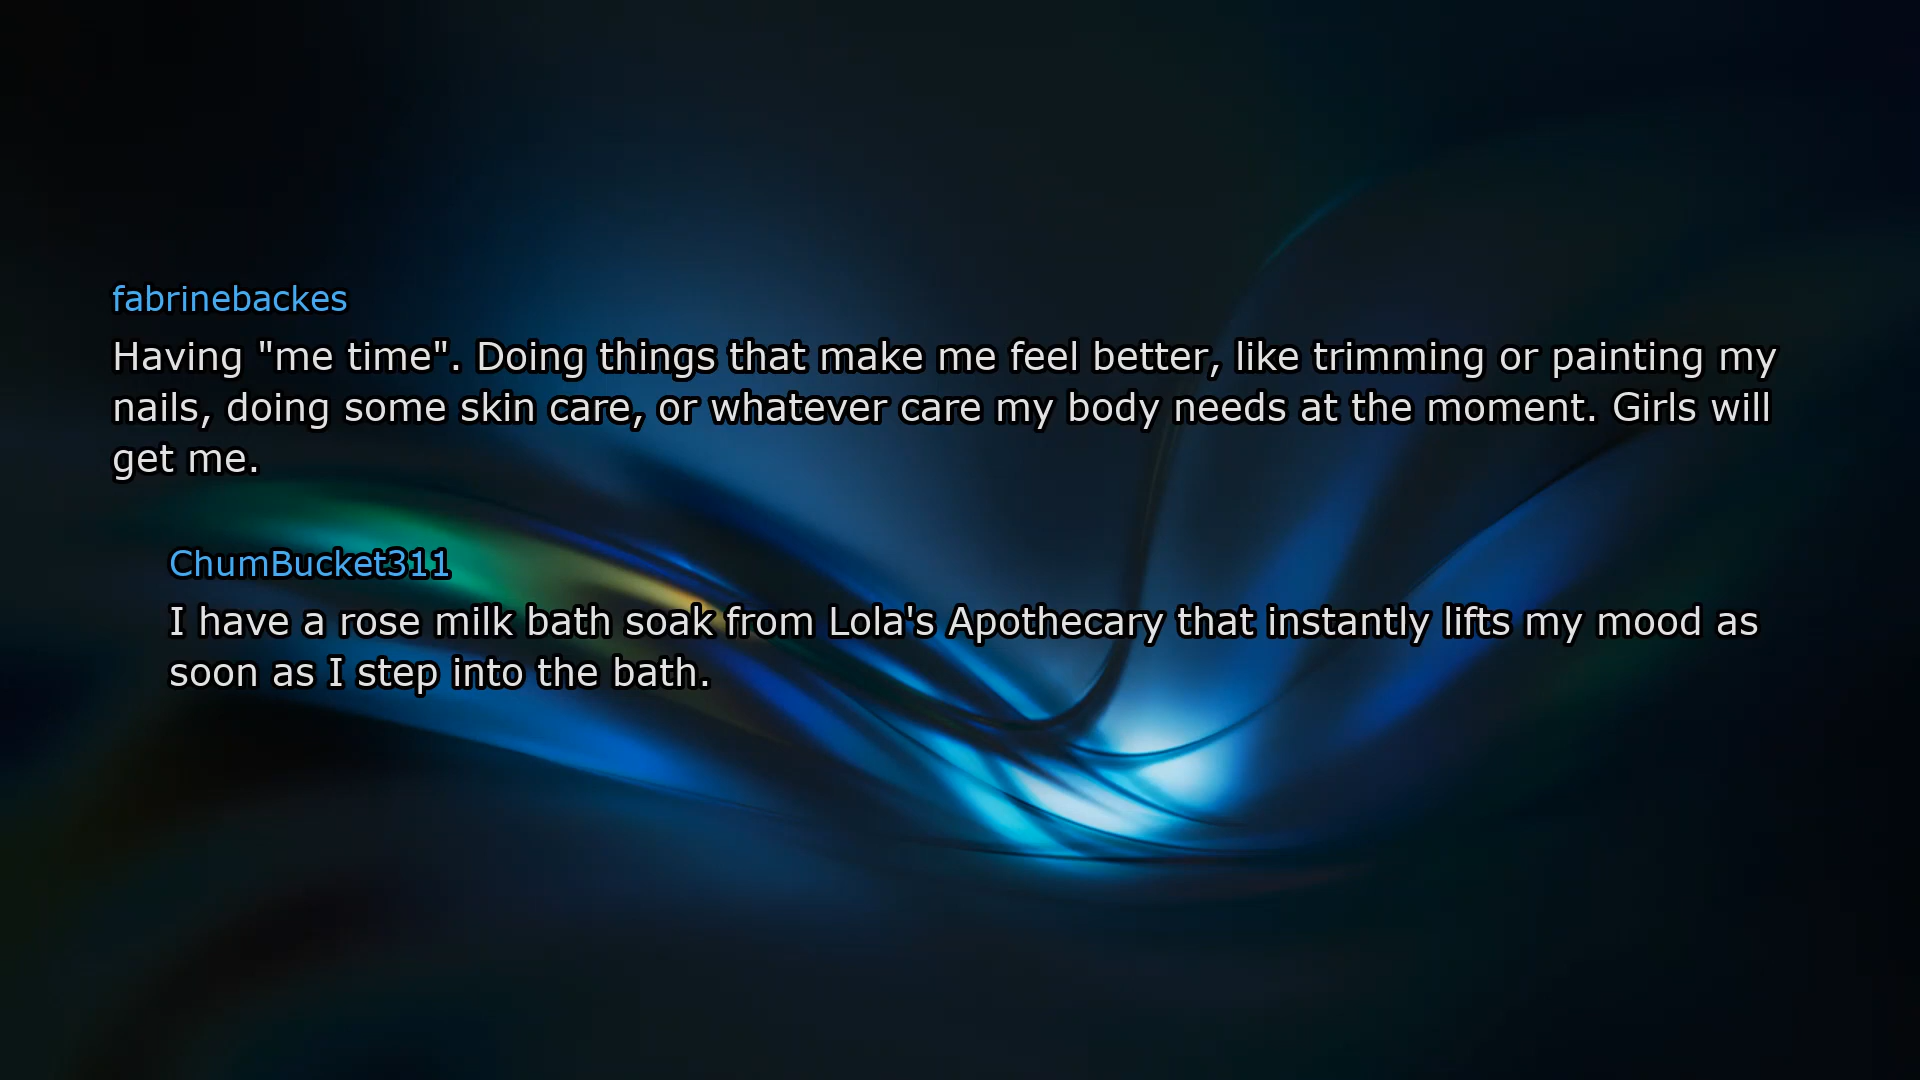 fabrinebackes
Having "me time". Doing things that make me feel better, like trimming or painting my
nails, doing some skin care, or whatever care my body needs at the moment. Girls will
get me.
ChumBucket311
I have a rose milk bath soak from Lola's Apothecary that instantly lifts my mood as
soon as I step into the bath.